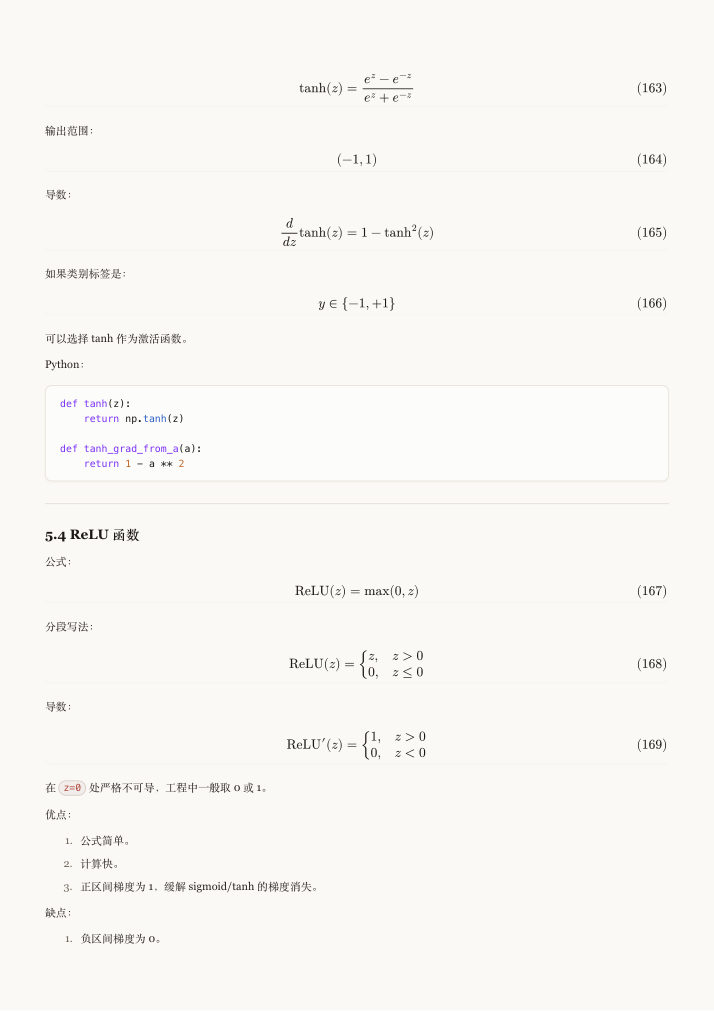 tanh(z) = (e^z − e^{−z}) / (e^z + e^{−z}) (163)
输出范围：
(−1, 1) (164)
导数：
d/dz tanh(z) = 1 − tanh²(z) (165)
如果类别标签是：
y ∈ {−1, +1} (166)
可以选择 tanh 作为激活函数。
Python：
def tanh(z):
    return np.tanh(z)
def tanh_grad_from_a(a):
    return 1 - a ** 2
5.4 ReLU 函数
公式：
ReLU(z) = max(0, z) (167)
分段写法：
ReLU(z) = { z, z > 0
0, z ≤ 0 (168)
导数：
ReLU′(z) = { 1, z > 0
0, z < 0 (169)
在 z=0 处严格不可导，工程中一般取 0 或 1。
优点：
1. 公式简单。
2. 计算快。
3. 正区间梯度为 1，缓解 sigmoid/tanh 的梯度消失。
缺点：
1. 负区间梯度为 0。